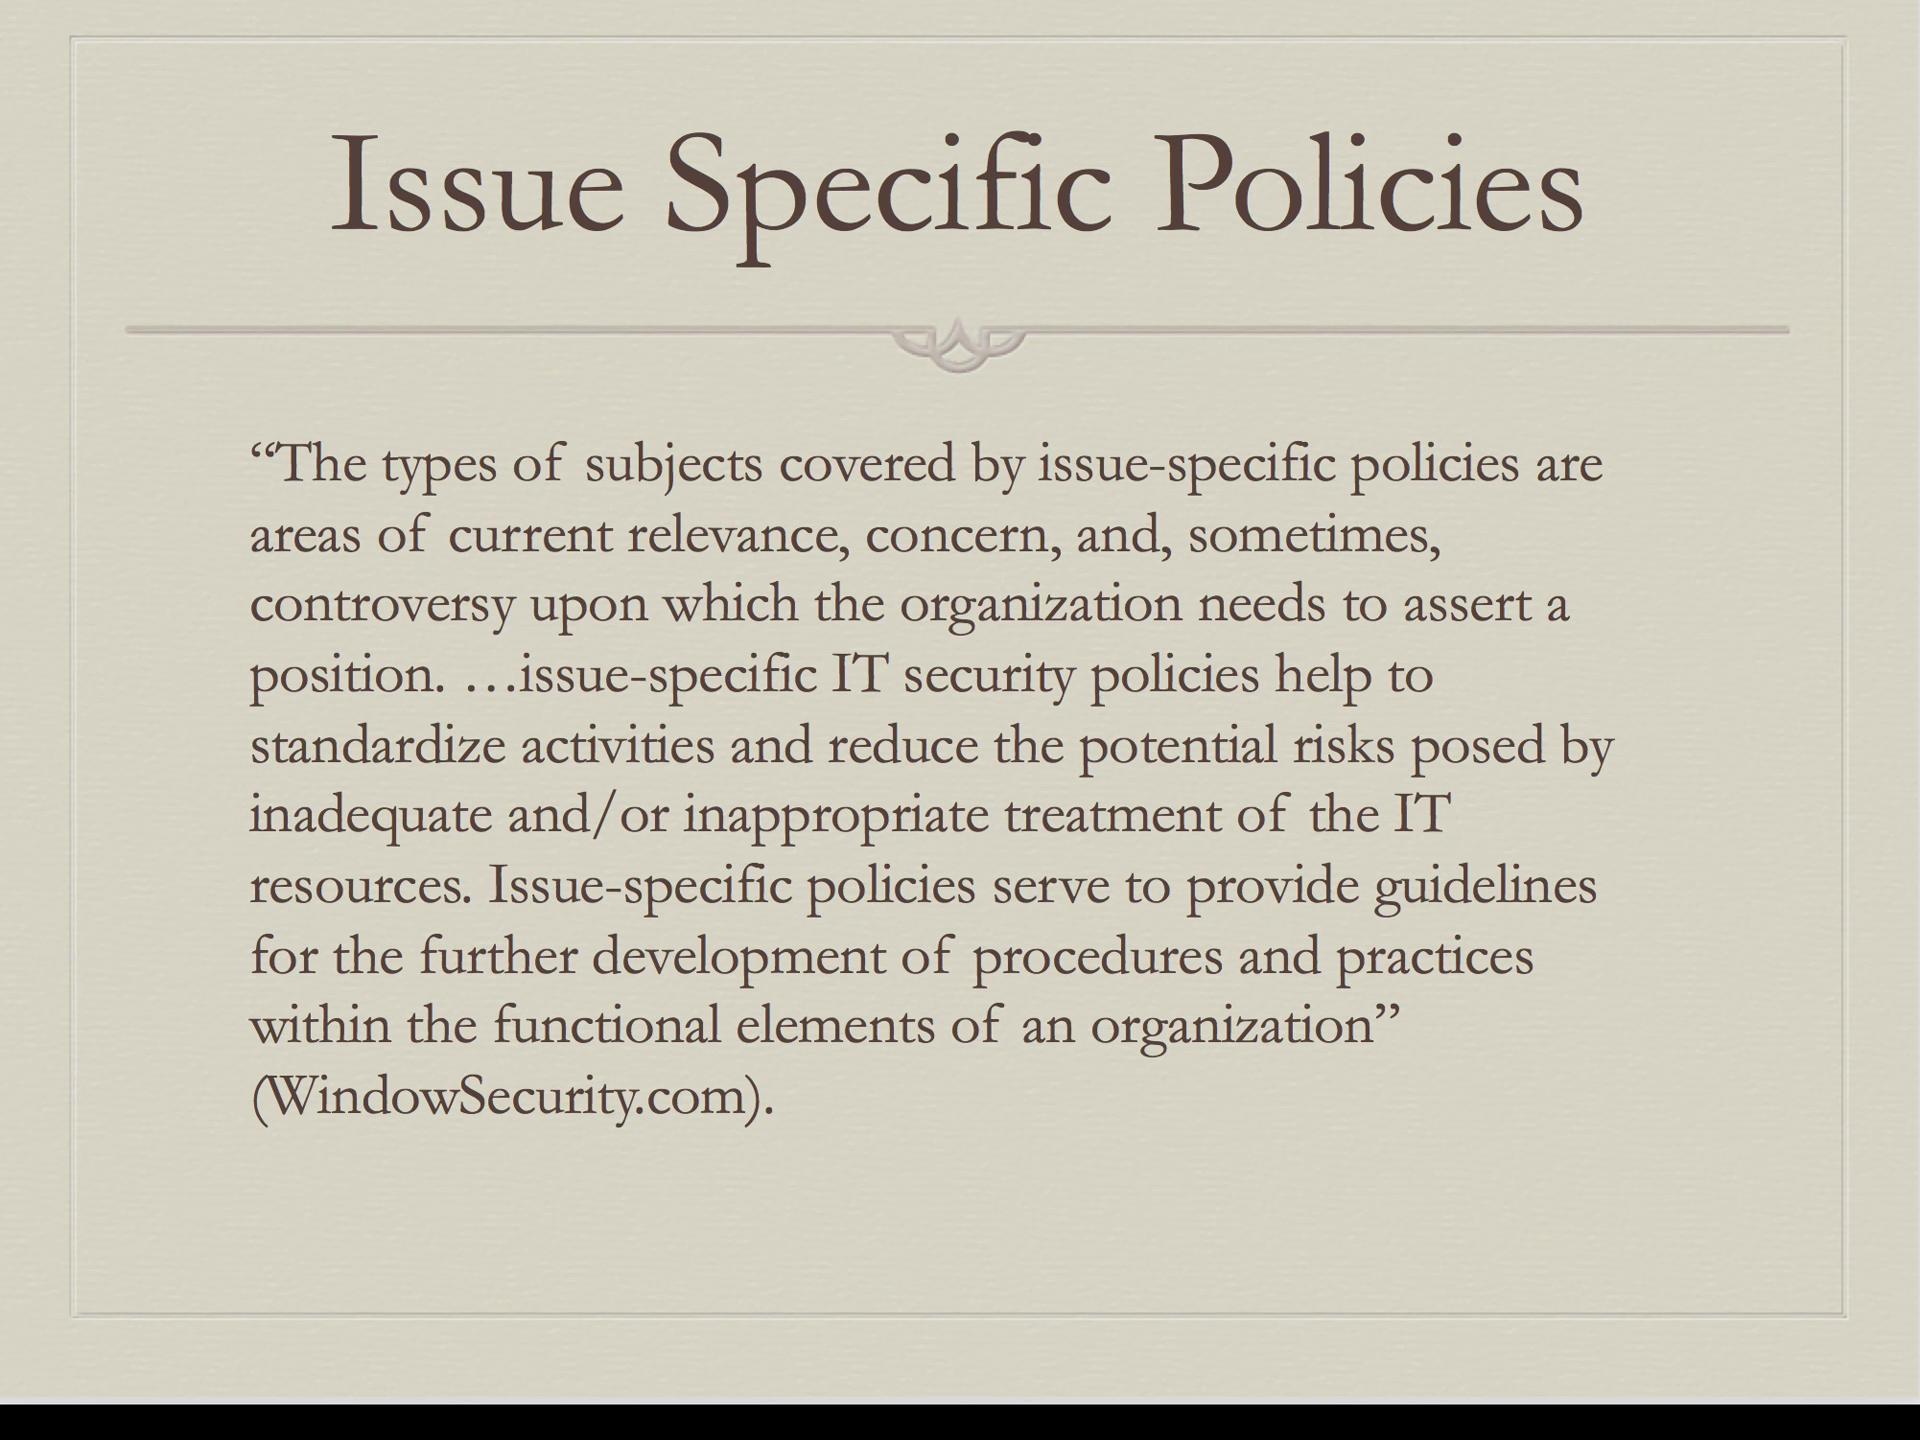 Issue Specific Policies
“The types of subjects covered by issue-specific policies are
areas of current relevance, concern, and, sometimes,
controversy upon which the organization needs to assert a
position. …issue-specific IT security policies help to
standardize activities and reduce the potential risks posed by
inadequate and/or inappropriate treatment of the IT
resources. Issue-specific policies serve to provide guidelines
for the further development of procedures and practices
within the functional elements of an organization”
(WindowSecurity.com).